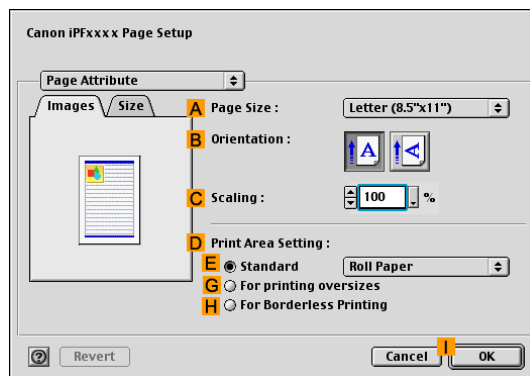 Canon iPFxxxx Page Setup
Page Attribute
Images Size
A Page Size : Letter (8.5"x11")
B Orientation : A A
C Scaling : 100 %
D Print Area Setting :
E Standard Roll Paper
G For printing oversizes
H For Borderless Printing
I
? Revert Cancel OK